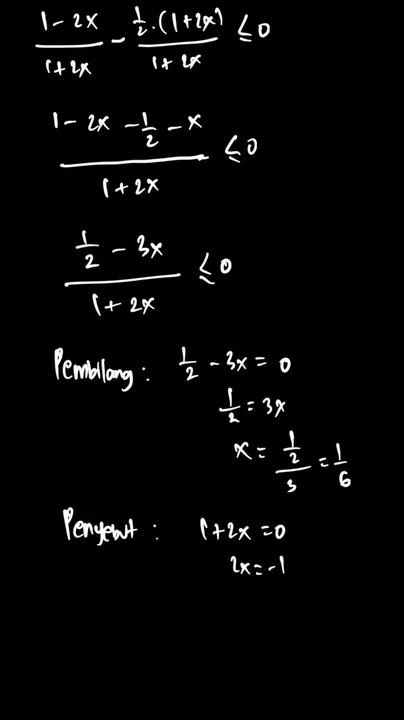 (1 - 2x)/(1 + 2x) - (1/2 · (1 + 2x))/(1 + 2x) ≤ 0
(1 - 2x - 1/2 - x)/(1 + 2x) ≤ 0
(1/2 - 3x)/(1 + 2x) ≤ 0
Pembilang : 1/2 - 3x = 0
1/2 = 3x
x = (1/2)/3 = 1/6
Penyebut : 1 + 2x = 0
2x = -1